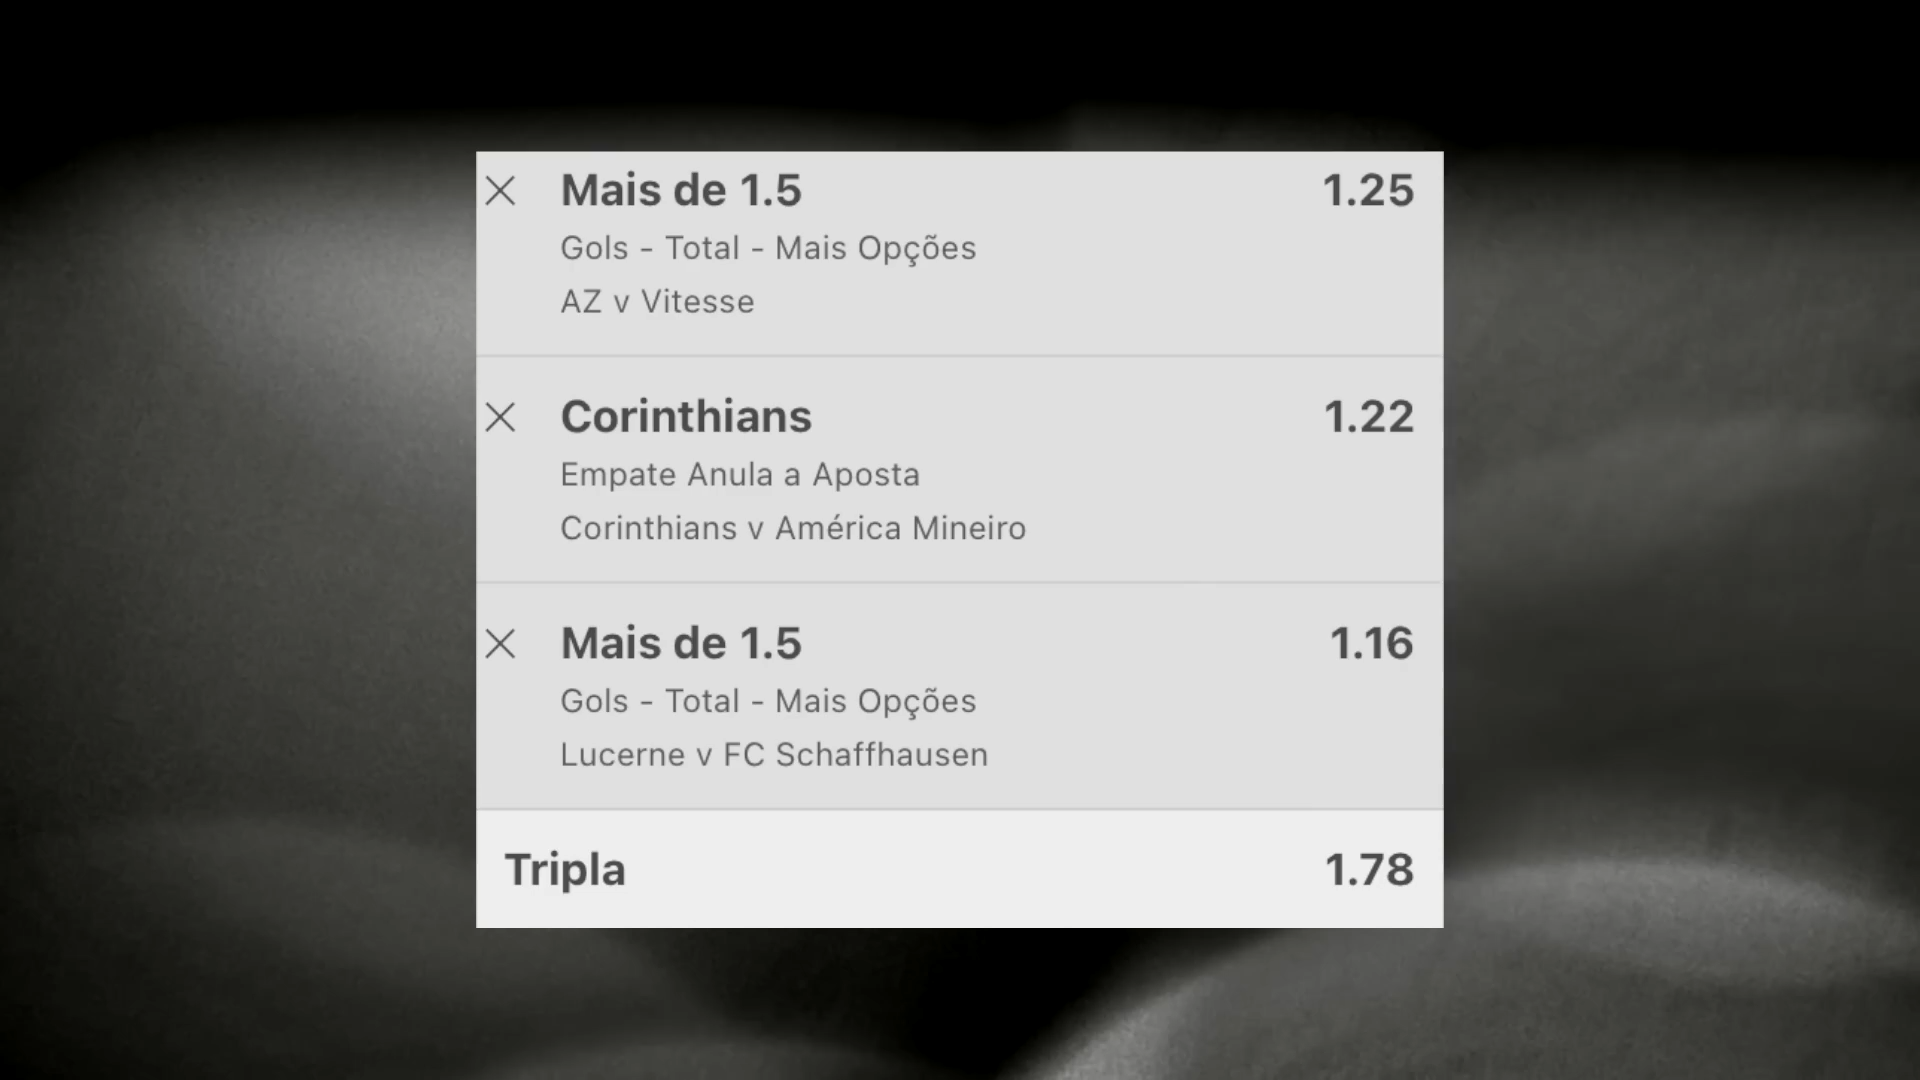 Mais de 1.5 1.25
Gols - Total - Mais Opções
AZ v Vitesse
Corinthians 1.22
Empate Anula a Aposta
Corinthians v América Mineiro
Mais de 1.5 1.16
Gols - Total - Mais Opções
Lucerne v FC Schaffhausen
Tripla 1.78